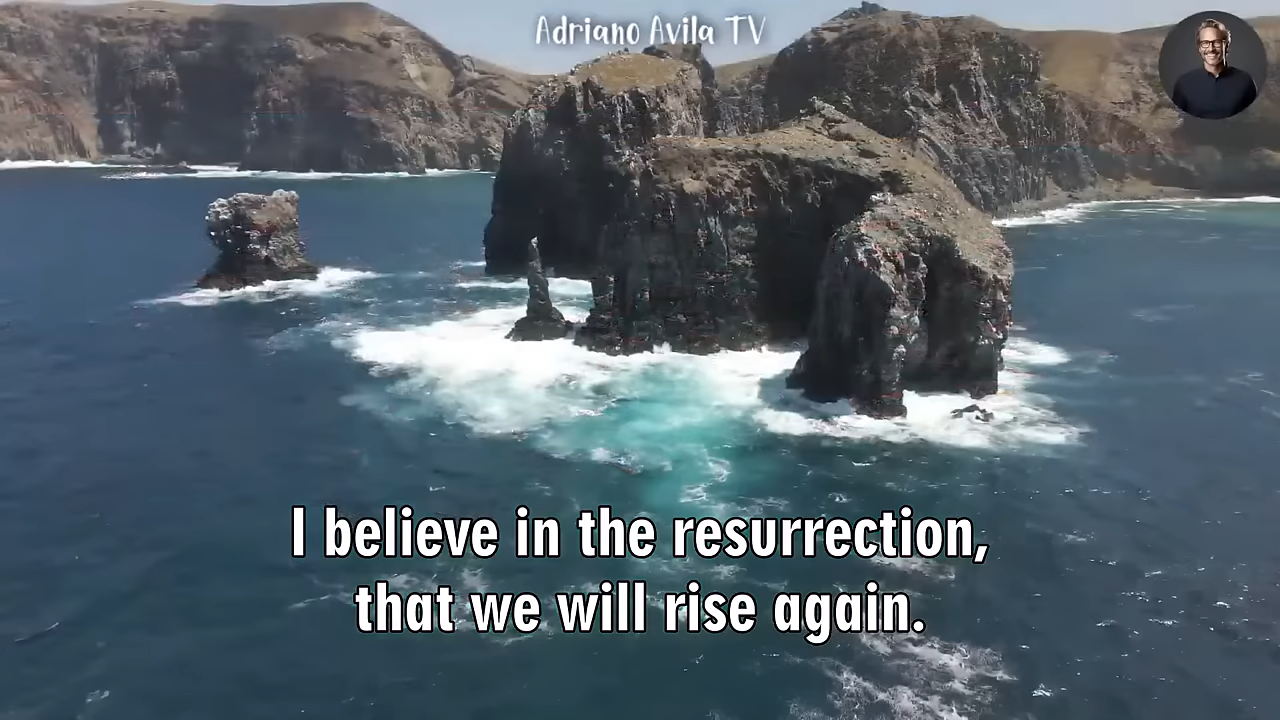 Adriano Avila TV
I believe in the resurrection,
that we will rise again.